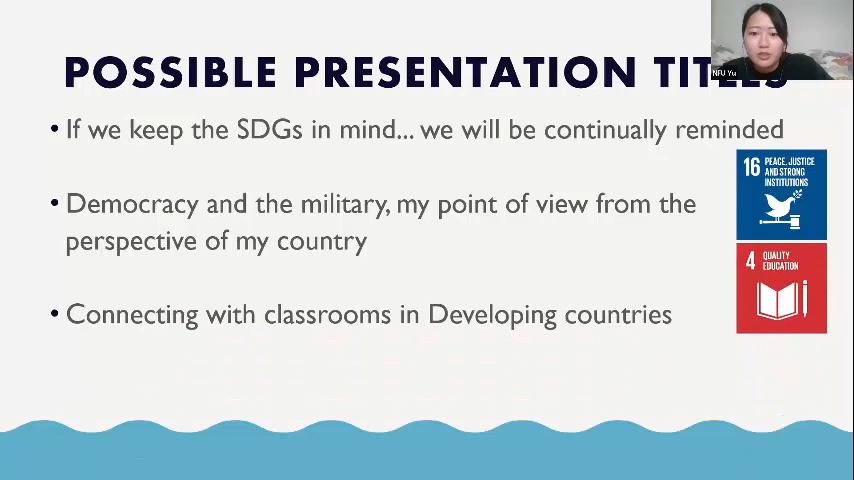 POSSIBLE PRESENTATION TITLES
NFU Yu
• If we keep the SDGs in mind... we will be continually reminded
16 PEACE, JUSTICE
AND STRONG
INSTITUTIONS
• Democracy and the military, my point of view from the
perspective of my country
4 QUALITY
EDUCATION
• Connecting with classrooms in Developing countries